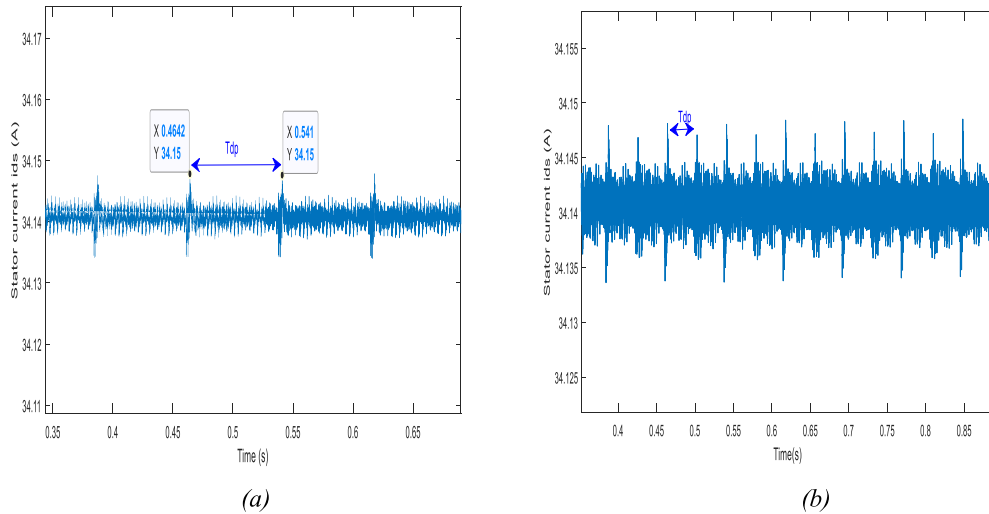 Stator current ids (A)
34.17
34.16
34.15
34.14
34.13
34.12
34.11
X 0.4642
Y 34.15
Tdp
X 0.541
Y 34.15
0.35 0.4 0.45 0.5 0.55 0.6 0.65
Time (s)
(a)
Stator current ids (A)
34.155
34.15
34.145
34.14
34.135
34.13
34.125
Tdp
0.4 0.45 0.5 0.55 0.6 0.65 0.7 0.75 0.8 0.85
Time(s)
(b)